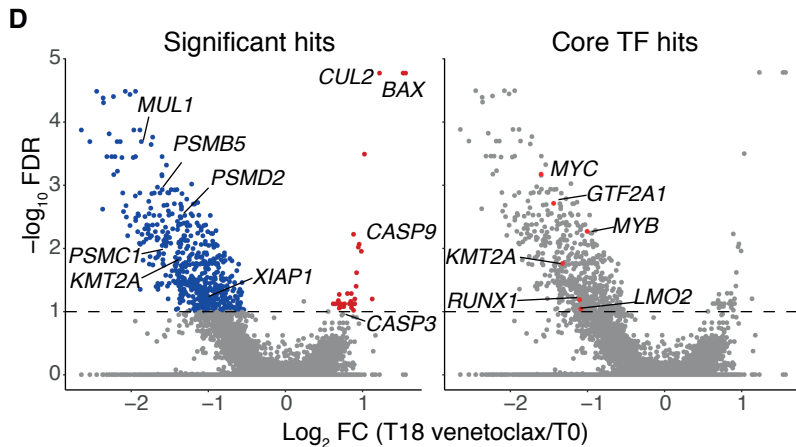 D
Significant hits
Core TF hits
−log₁₀ FDR
5
4
3
2
1
0
CUL2
BAX
MUL1
PSMB5
PSMD2
CASP9
PSMC1
KMT2A
XIAP1
CASP3
MYC
GTF2A1
MYB
KMT2A
RUNX1
LMO2
−2 −1 0 1
−2 −1 0 1
Log₂ FC (T18 venetoclax/T0)